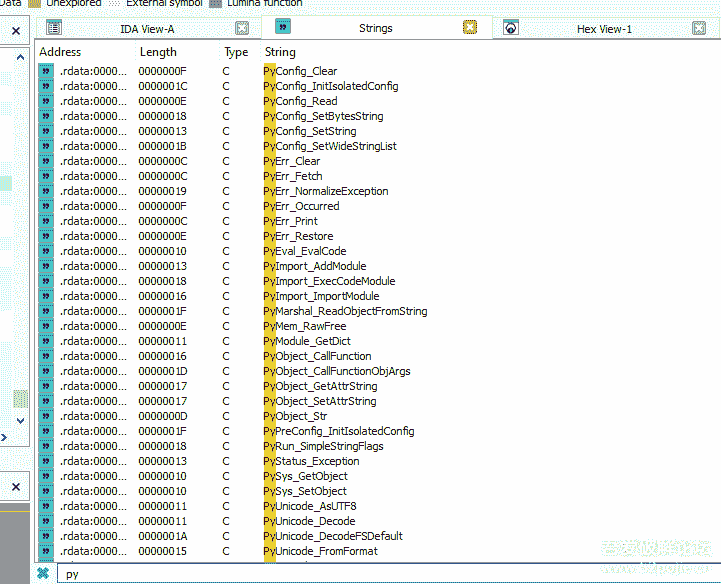 Data Unexplored External symbol Lumina function
IDA View-A Strings Hex View-1
Address Length Type String
.rdata:0000... 0000000F C PyConfig_Clear
.rdata:0000... 0000001C C PyConfig_InitIsolatedConfig
.rdata:0000... 0000000E C PyConfig_Read
.rdata:0000... 00000018 C PyConfig_SetBytesString
.rdata:0000... 00000013 C PyConfig_SetString
.rdata:0000... 0000001B C PyConfig_SetWideStringList
.rdata:0000... 0000000C C PyErr_Clear
.rdata:0000... 0000000C C PyErr_Fetch
.rdata:0000... 00000019 C PyErr_NormalizeException
.rdata:0000... 0000000F C PyErr_Occurred
.rdata:0000... 0000000C C PyErr_Print
.rdata:0000... 0000000E C PyErr_Restore
.rdata:0000... 00000010 C PyEval_EvalCode
.rdata:0000... 00000013 C PyImport_AddModule
.rdata:0000... 00000018 C PyImport_ExecCodeModule
.rdata:0000... 00000016 C PyImport_ImportModule
.rdata:0000... 0000001F C PyMarshal_ReadObjectFromString
.rdata:0000... 0000000E C PyMem_RawFree
.rdata:0000... 00000011 C PyModule_GetDict
.rdata:0000... 00000016 C PyObject_CallFunction
.rdata:0000... 0000001D C PyObject_CallFunctionObjArgs
.rdata:0000... 00000017 C PyObject_GetAttrString
.rdata:0000... 00000017 C PyObject_SetAttrString
.rdata:0000... 0000000D C PyObject_Str
.rdata:0000... 0000001F C PyPreConfig_InitIsolatedConfig
.rdata:0000... 00000018 C PyRun_SimpleStringFlags
.rdata:0000... 00000013 C PyStatus_Exception
.rdata:0000... 00000010 C PySys_GetObject
.rdata:0000... 00000010 C PySys_SetObject
.rdata:0000... 00000011 C PyUnicode_AsUTF8
.rdata:0000... 00000011 C PyUnicode_Decode
.rdata:0000... 0000001A C PyUnicode_DecodeFSDefault
.rdata:0000... 00000015 C PyUnicode_FromFormat
py